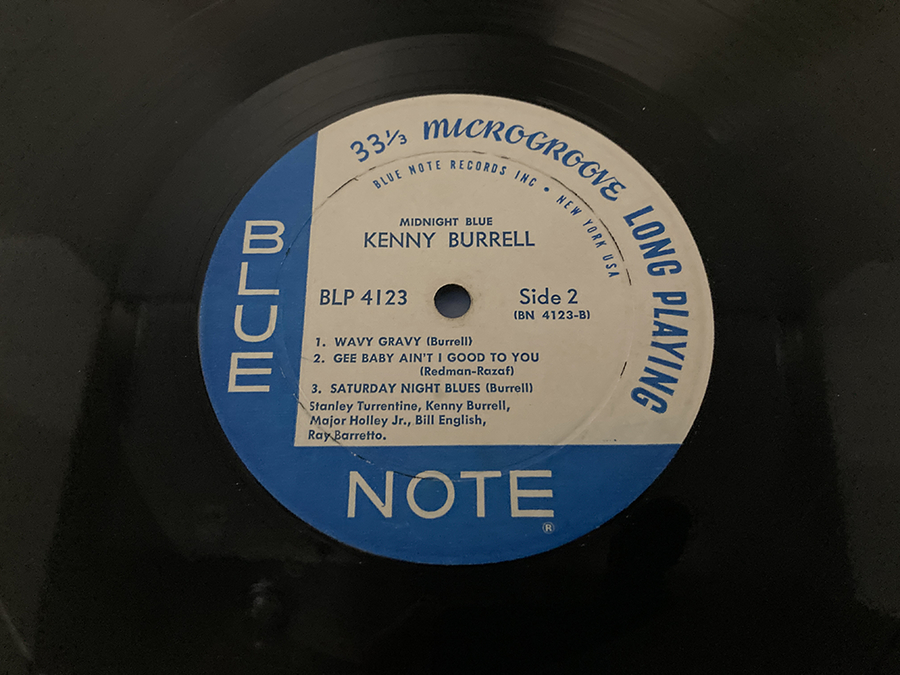 33⅓ MICROGROOVE LONG PLAYING
BLUE NOTE RECORDS INC • NEW YORK USA
MIDNIGHT BLUE
KENNY BURRELL
BLP 4123
Side 2
(BN 4123-B)
1. WAVY GRAVY (Burrell)
2. GEE BABY AIN'T I GOOD TO YOU
(Redman-Razaf)
3. SATURDAY NIGHT BLUES (Burrell)
Stanley Turrentine, Kenny Burrell,
Major Holley Jr., Bill English,
Ray Barretto.
BLUE
NOTE
®